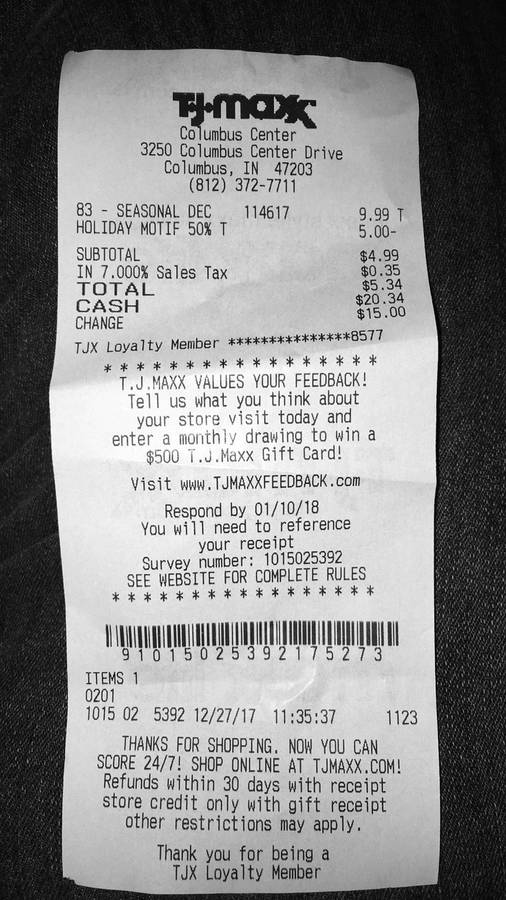 T·J·maxx
Columbus Center
3250 Columbus Center Drive
Columbus, IN 47203
(812) 372-7711
83 - SEASONAL DEC 114617 9.99 T
HOLIDAY MOTIF 50% T 5.00-
SUBTOTAL $4.99
IN 7.000% Sales Tax $0.35
TOTAL $5.34
CASH $20.34
CHANGE $15.00
TJX Loyalty Member ***************8577
* * * * * * * * * * * * * * * * *
T.J.MAXX VALUES YOUR FEEDBACK!
Tell us what you think about
your store visit today and
enter a monthly drawing to win a
$500 T.J.Maxx Gift Card!
Visit www.TJMAXXFEEDBACK.com
Respond by 01/10/18
You will need to reference
your receipt
Survey number: 1015025392
SEE WEBSITE FOR COMPLETE RULES
* * * * * * * * * * * * * * * * *
91015025392175273
ITEMS 1
0201
1015 02 5392 12/27/17 11:35:37 1123
THANKS FOR SHOPPING. NOW YOU CAN
SCORE 24/7! SHOP ONLINE AT TJMAXX.COM!
Refunds within 30 days with receipt
store credit only with gift receipt
other restrictions may apply.
Thank you for being a
TJX Loyalty Member